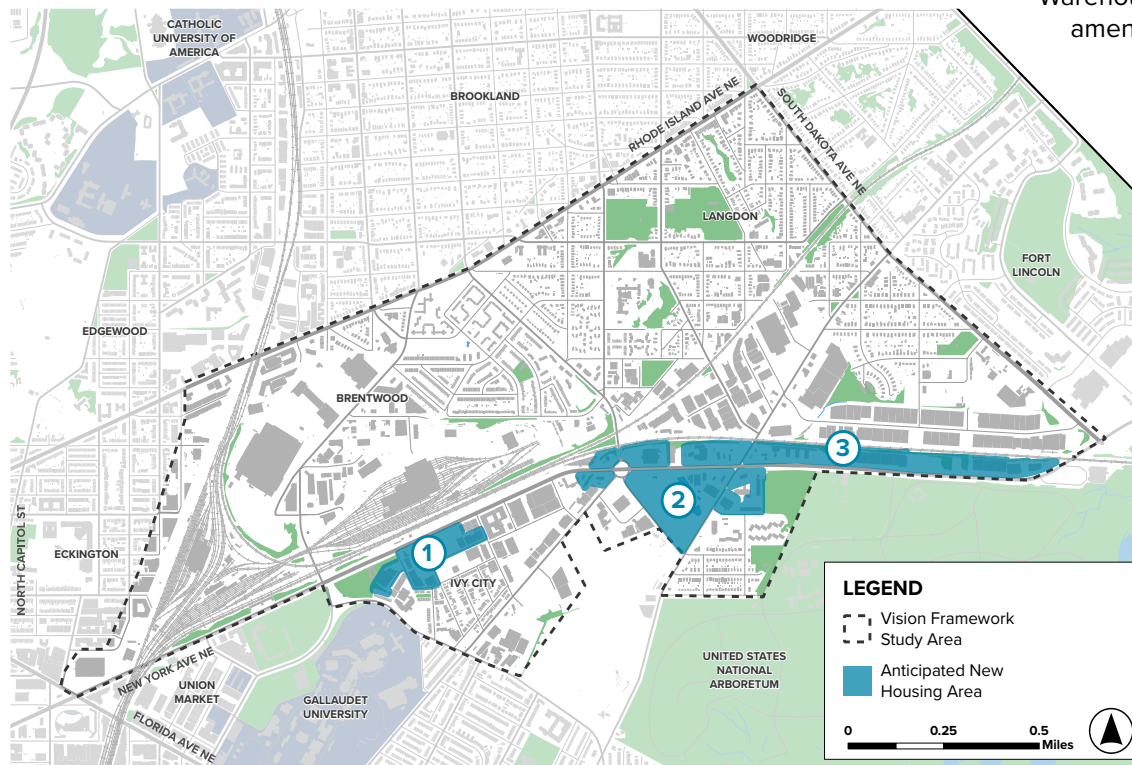 Warehou
amen
CATHOLIC
UNIVERSITY OF
AMERICA
WOODRIDGE
BROOKLAND
RHODE ISLAND AVE NE
SOUTH DAKOTA AVE NE
LANGDON
FORT
LINCOLN
EDGEWOOD
BRENTWOOD
3
2
1
NORTH CAPITOL ST
ECKINGTON
IVY CITY
NEW YORK AVE NE
UNION
MARKET
FLORIDA AVE NE
GALLAUDET
UNIVERSITY
UNITED STATES
NATIONAL
ARBORETUM
LEGEND
Vision Framework
Study Area
Anticipated New
Housing Area
0 0.25 0.5
Miles